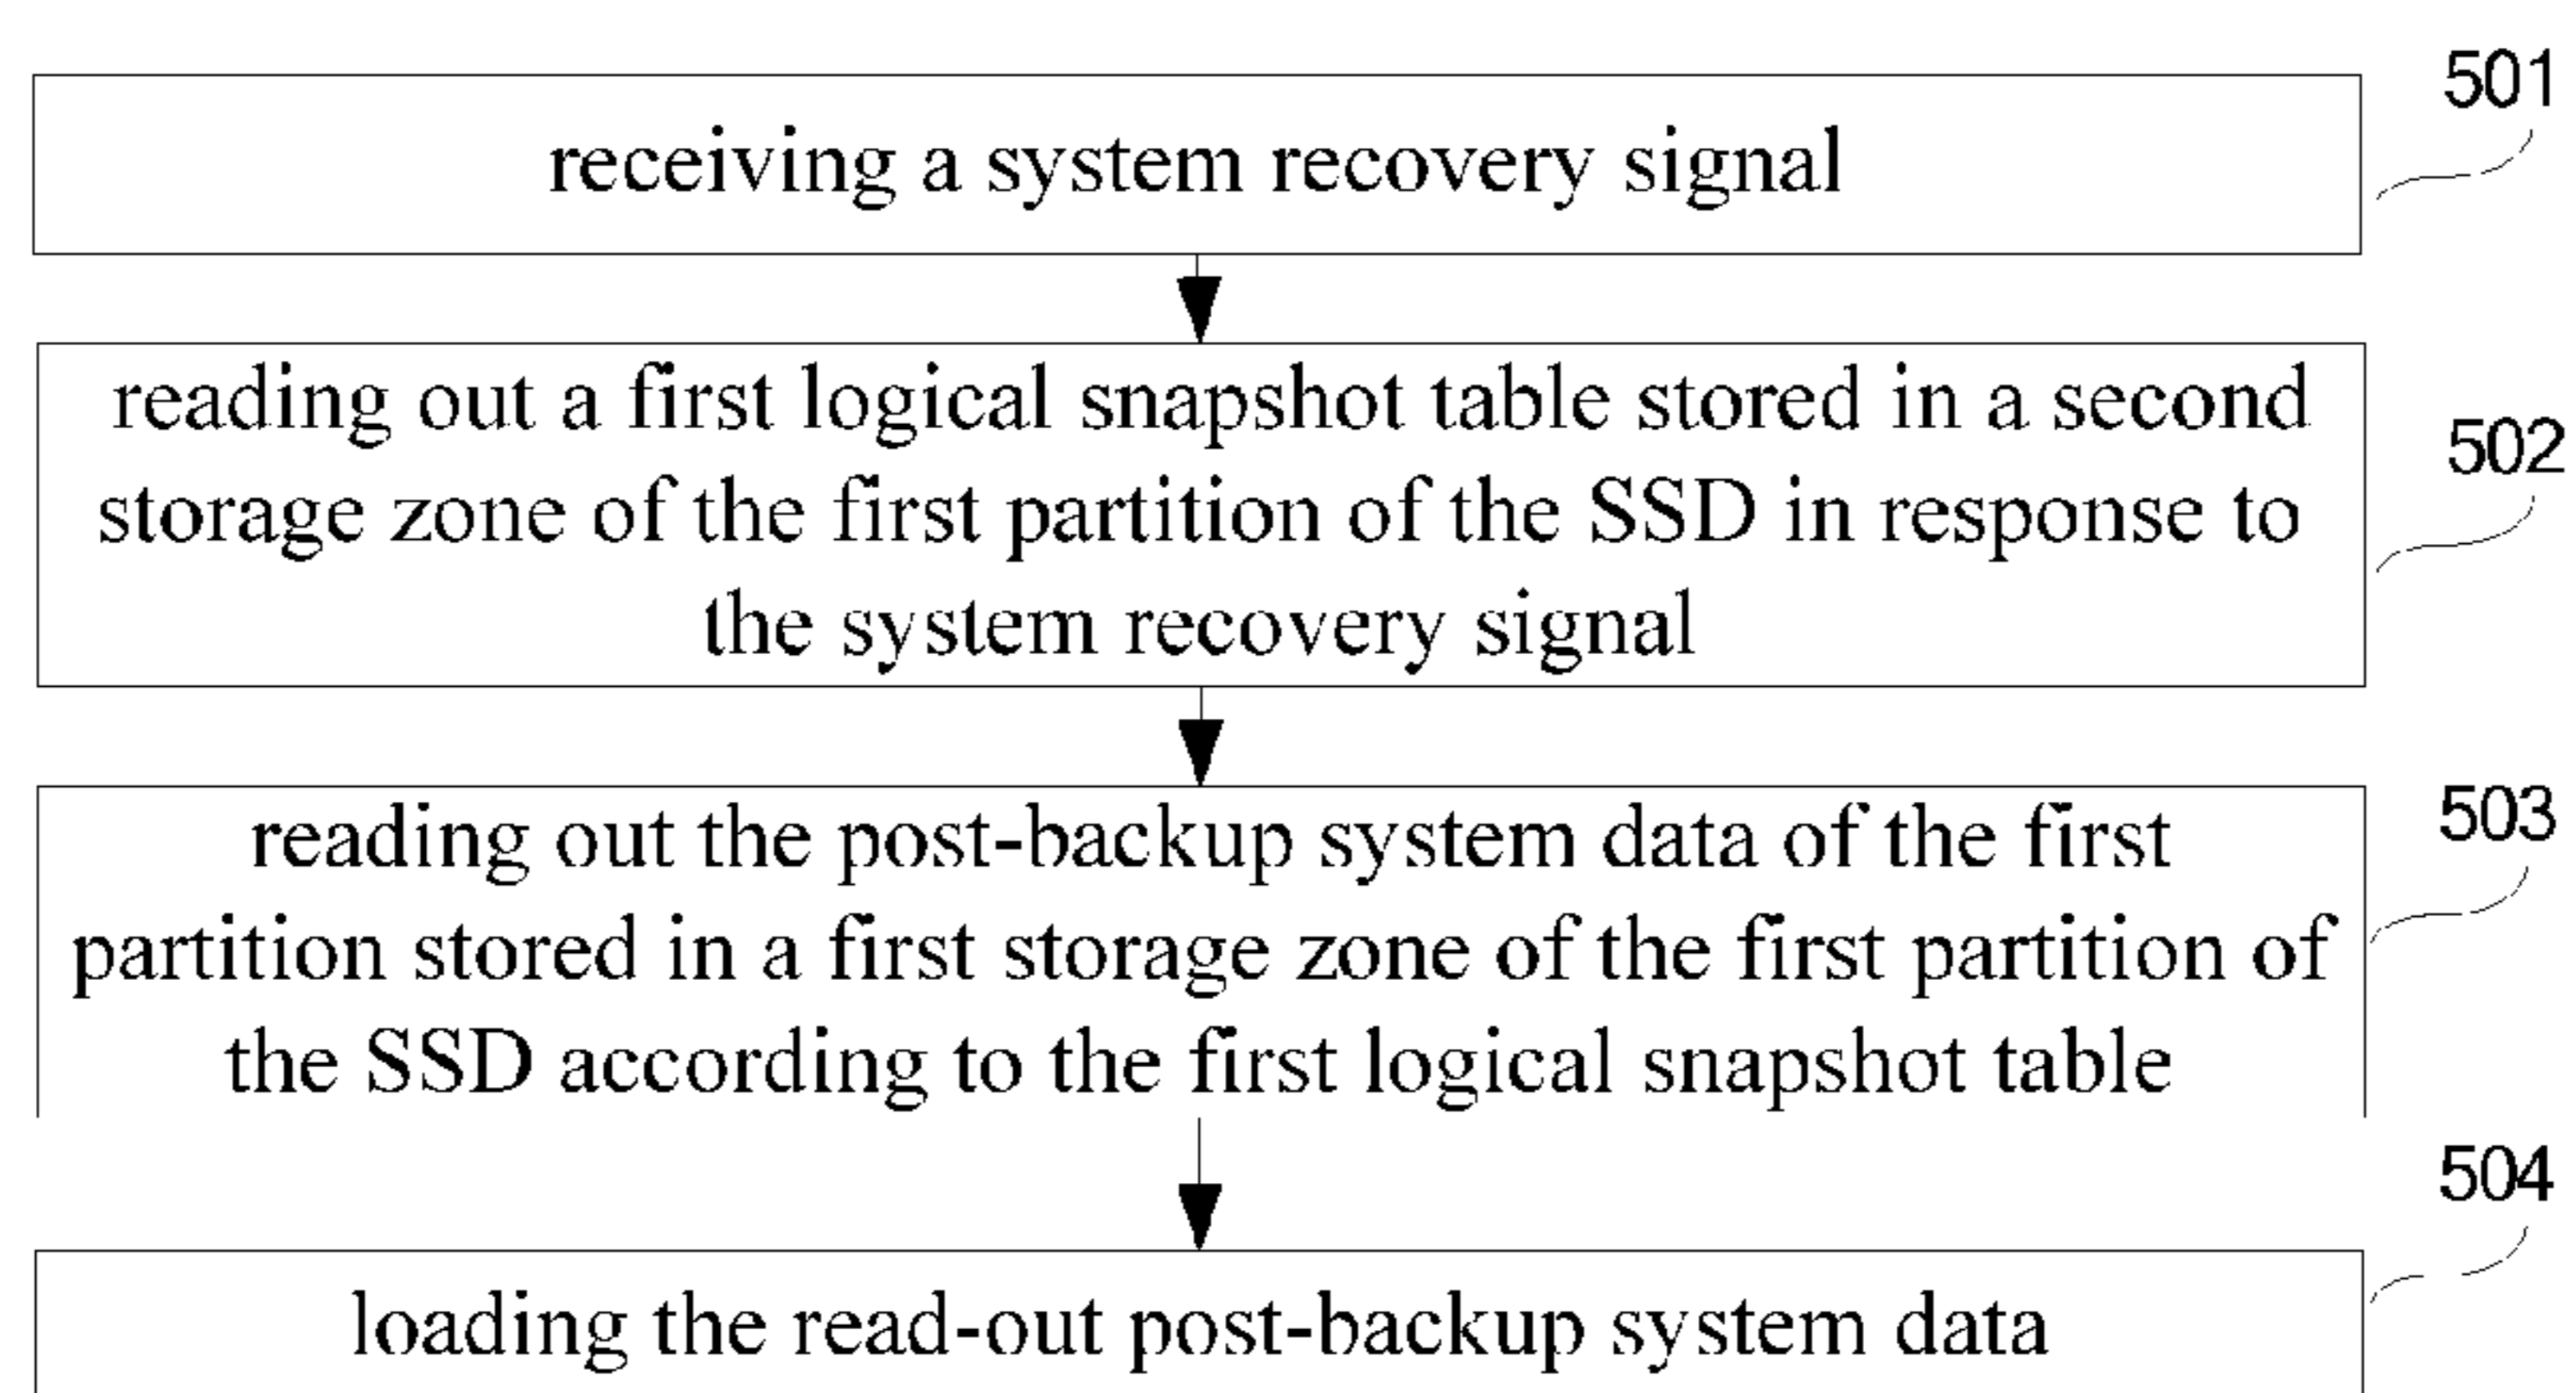 501
receiving a system recovery signal
502
reading out a first logical snapshot table stored in a second
storage zone of the first partition of the SSD in response to
the system recovery signal
503
reading out the post-backup system data of the first
partition stored in a first storage zone of the first partition of
the SSD according to the first logical snapshot table
504
loading the read-out post-backup system data